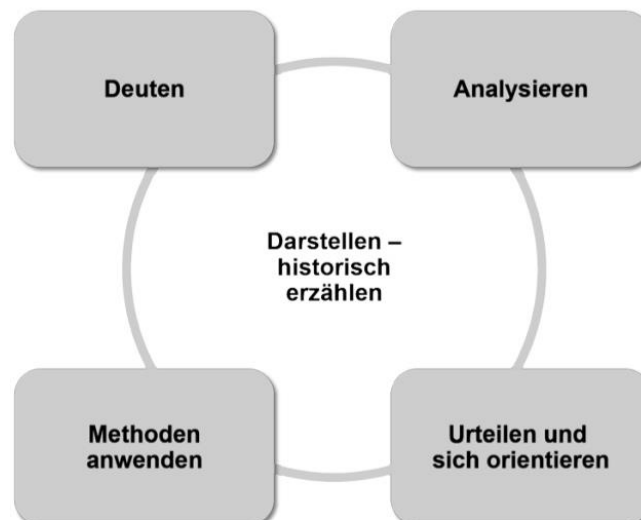 Deuten
Analysieren
Darstellen –
historisch
erzählen
Methoden
anwenden
Urteilen und
sich orientieren